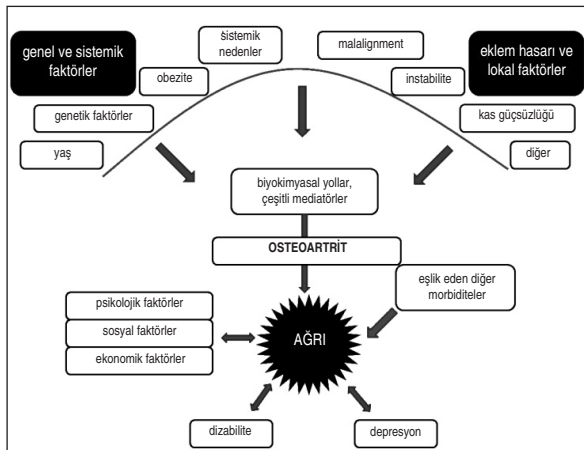 genel ve sistemik
faktörler
şistemik
nedenler
malalignment
eklem hasarı ve
lokal faktörler
obezite
instabilite
genetik faktörler
kas güçsüzlüğü
yaş
diğer
biyokimyasal yollar,
çeşitli mediatörler
OSTEOARTRİT
eşlik eden diğer
morbiditeler
psikolojik faktörler
sosyal faktörler
ekonomik faktörler
AĞRI
dizabilite
depresyon